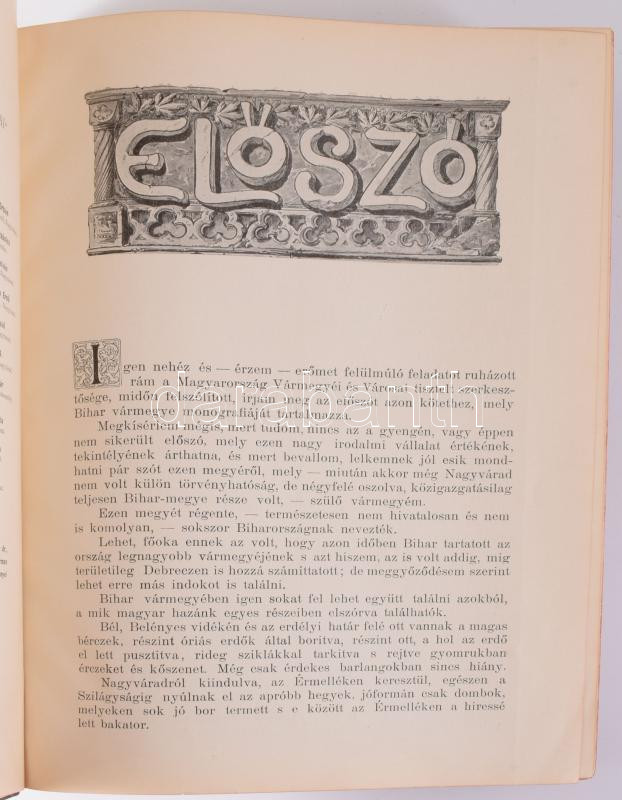 ELŐSZÓ
Igen nehéz és — érzem — erőmet felülmúló feladatot ruházott
rám a Magyarország Vármegyéi és Városai tisztelt szerkesz-
tősége, midőn felszólított, irjam meg az előszót azon kötethez, mely
Bihar vármegye monografiáját tartalmazza.
Megkísérlem mégis, mert tudom, nincs az a gyengén, vagy éppen
nem sikerült előszó, mely ezen nagy irodalmi vállalat értékének,
tekintélyének árthatna, és mert bevallom, lelkemnek jól esik mond-
hatni pár szót ezen megyéről, mely — miután akkor még Nagyvárad
nem volt külön törvényhatóság, de négyfelé oszolva, közigazgatásilag
teljesen Bihar-megye része volt, — szülő vármegyém.
Ezen megyét régente, — természetesen nem hivatalosan és nem
is komolyan, — sokszor Biharországnak nevezték.
Lehet, főoka ennek az volt, hogy azon időben Bihar tartatott az
ország legnagyobb vármegyéjének s azt hiszem, az is volt addig, mig
területileg Debreczen is hozzá számíttatott; de meggyőződésem szerint
lehet erre más indokot is találni.
Bihar vármegyében igen sokat fel lehet együtt találni azokból,
a mik magyar hazánk egyes részeiben elszórva találhatók.
Bél, Belényes vidékén és az erdélyi határ felé ott vannak a magas
bérczek, részint óriás erdők által boritva, részint ott, a hol az erdő
el lett pusztitva, rideg sziklákkal tarkitva s rejtve gyomrukban
érczeket és kőszenet. Még csak érdekes barlangokban sincs hiány.
Nagyváradról kiindulva, az Érmelléken keresztül, egészen a
Szilágyságig nyúlnak el az apróbb hegyek, jóformán csak dombok,
melyeken sok jó bor termett s e között az Érmelléken a hiressé
lett bakator.
darabanth